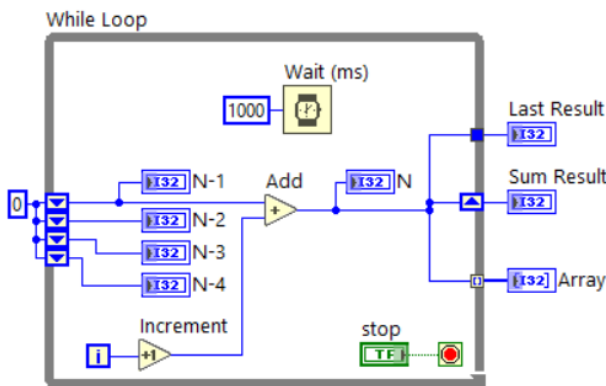 While Loop
Wait (ms)
1000
Last Result
I32
Sum Result
I32
Array
I32
N-1
I32
Add
+
N
I32
0
N-2
I32
N-3
I32
N-4
I32
Increment
+1
i
stop
TF